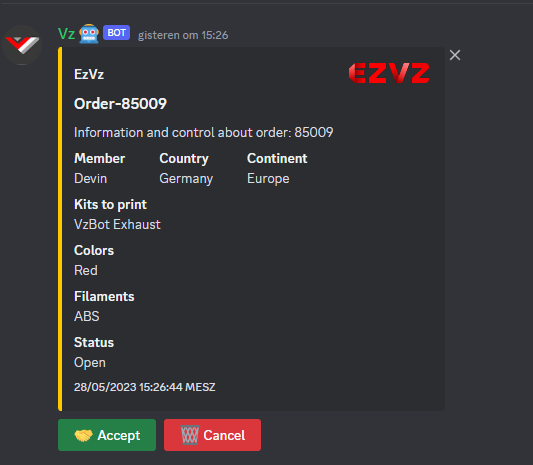 Vz BOT gisteren om 15:26
EzVz
EZVZ
Order-85009
Information and control about order: 85009
Member Country Continent
Devin Germany Europe
Kits to print
VzBot Exhaust
Colors
Red
Filaments
ABS
Status
Open
28/05/2023 15:26:44 MESZ
Accept Cancel